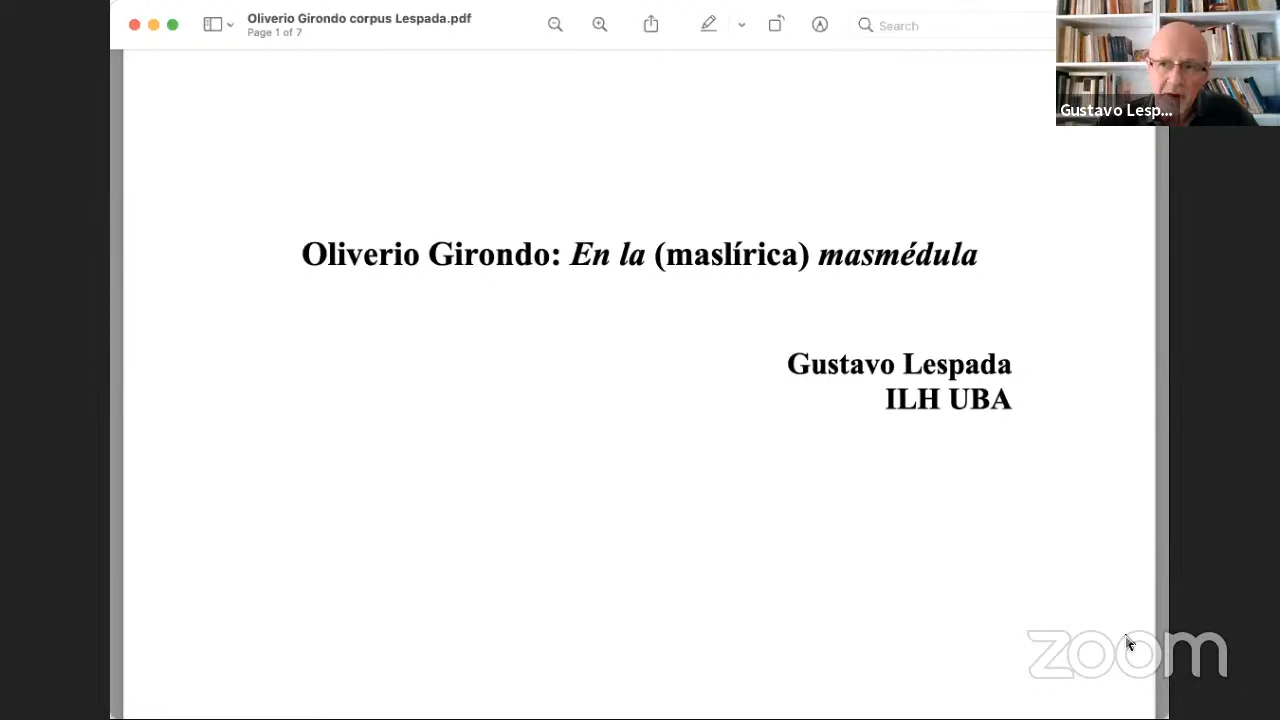 Oliverio Girondo corpus Lespada.pdf
Page 1 of 7
Search
Gustavo Lesp...
Oliverio Girondo: En la (maslírica) masmédula
Gustavo Lespada
ILH UBA
zoom